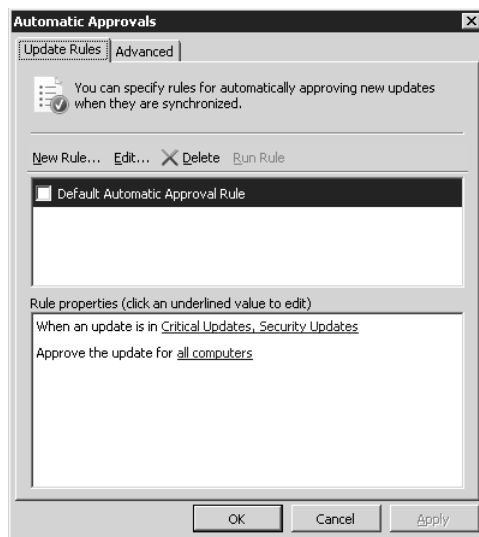 Automatic Approvals
Update Rules Advanced
You can specify rules for automatically approving new updates
when they are synchronized.
New Rule... Edit... Delete Run Rule
Default Automatic Approval Rule
Rule properties (click an underlined value to edit)
When an update is in Critical Updates, Security Updates
Approve the update for all computers
OK Cancel Apply